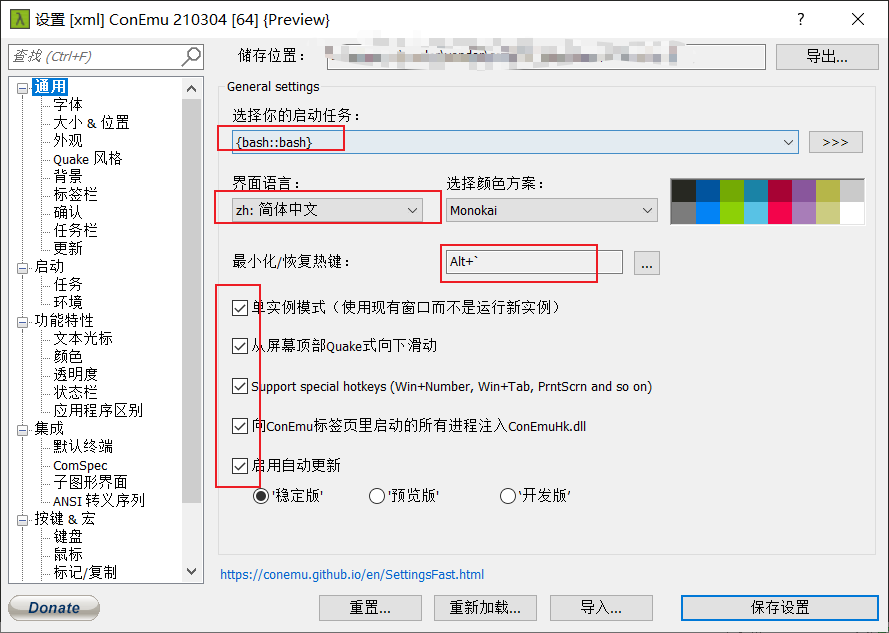 设置 [xml] ConEmu 210304 [64] {Preview}
查找 (Ctrl+F)
储存位置：
导出...
通用
字体
大小 & 位置
外观
Quake 风格
背景
标签栏
确认
任务栏
更新
启动
任务
环境
功能特性
文本光标
颜色
透明度
状态栏
应用程序区别
集成
默认终端
ComSpec
子图形界面
ANSI 转义序列
按键 & 宏
键盘
鼠标
标记/复制
General settings
选择你的启动任务：
{bash::bash}
>>>
界面语言：
选择颜色方案：
zh: 简体中文
Monokai
最小化/恢复热键：
Alt+`
...
单实例模式（使用现有窗口而不是运行新实例）
从屏幕顶部Quake式向下滑动
Support special hotkeys (Win+Number, Win+Tab, PrntScrn and so on)
向ConEmu标签页里启动的所有进程注入ConEmuHk.dll
启用自动更新
'稳定版'
'预览版'
'开发版'
https://conemu.github.io/en/SettingsFast.html
Donate
重置...
重新加载...
导入...
保存设置